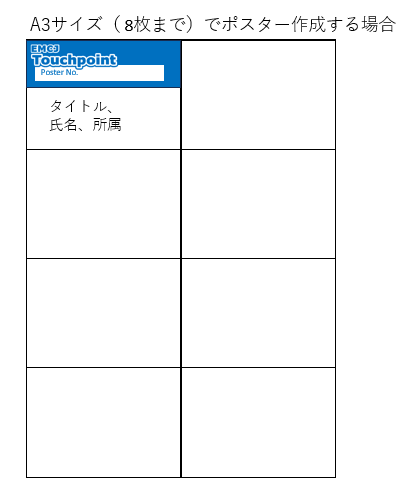 A3サイズ（ 8枚まで）でポスター作成する場合
EMC3
Touchpoint
Poster No.
タイトル、
氏名、所属